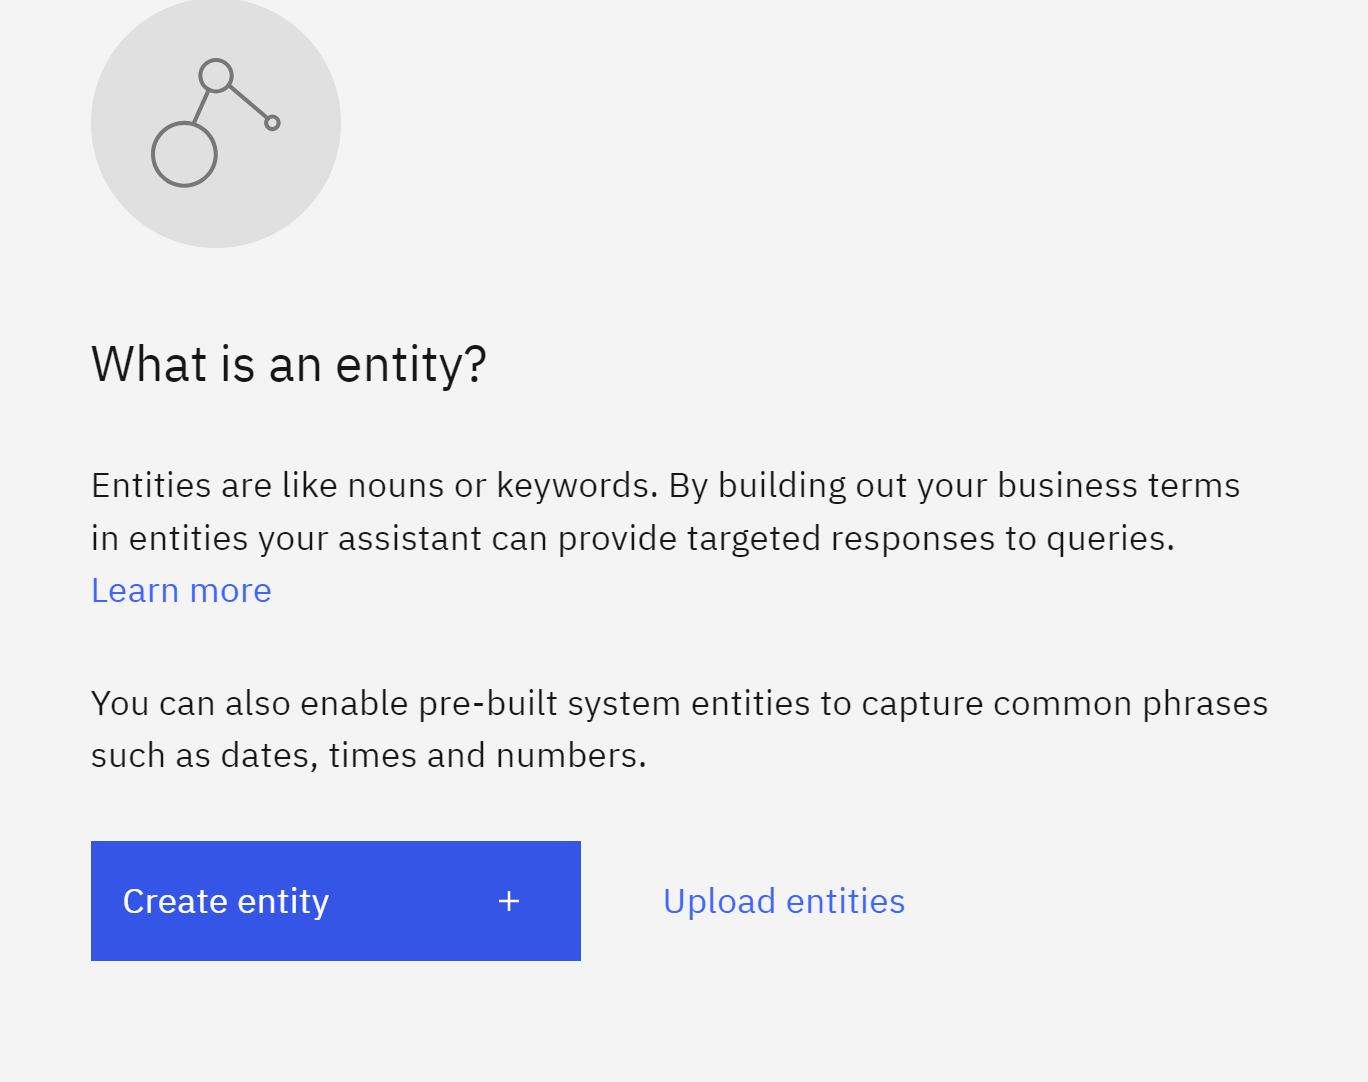 What is an entity?
Entities are like nouns or keywords. By building out your business terms
in entities your assistant can provide targeted responses to queries.
Learn more
You can also enable pre-built system entities to capture common phrases
such as dates, times and numbers.
Create entity +
Upload entities